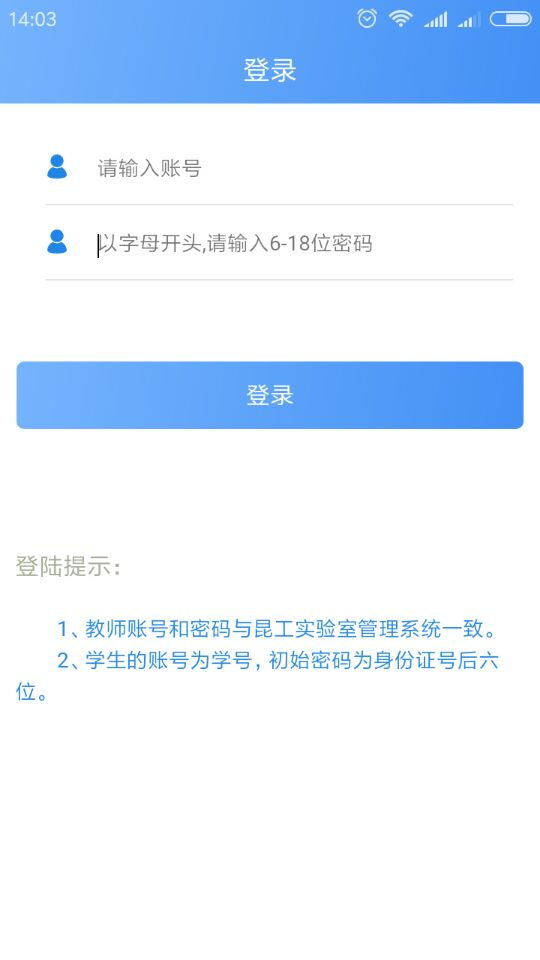 14:03
登录
请输入账号
以字母开头,请输入6-18位密码
登录
登陆提示：
1、教师账号和密码与昆工实验室管理系统一致。
2、学生的账号为学号，初始密码为身份证号后六
位。